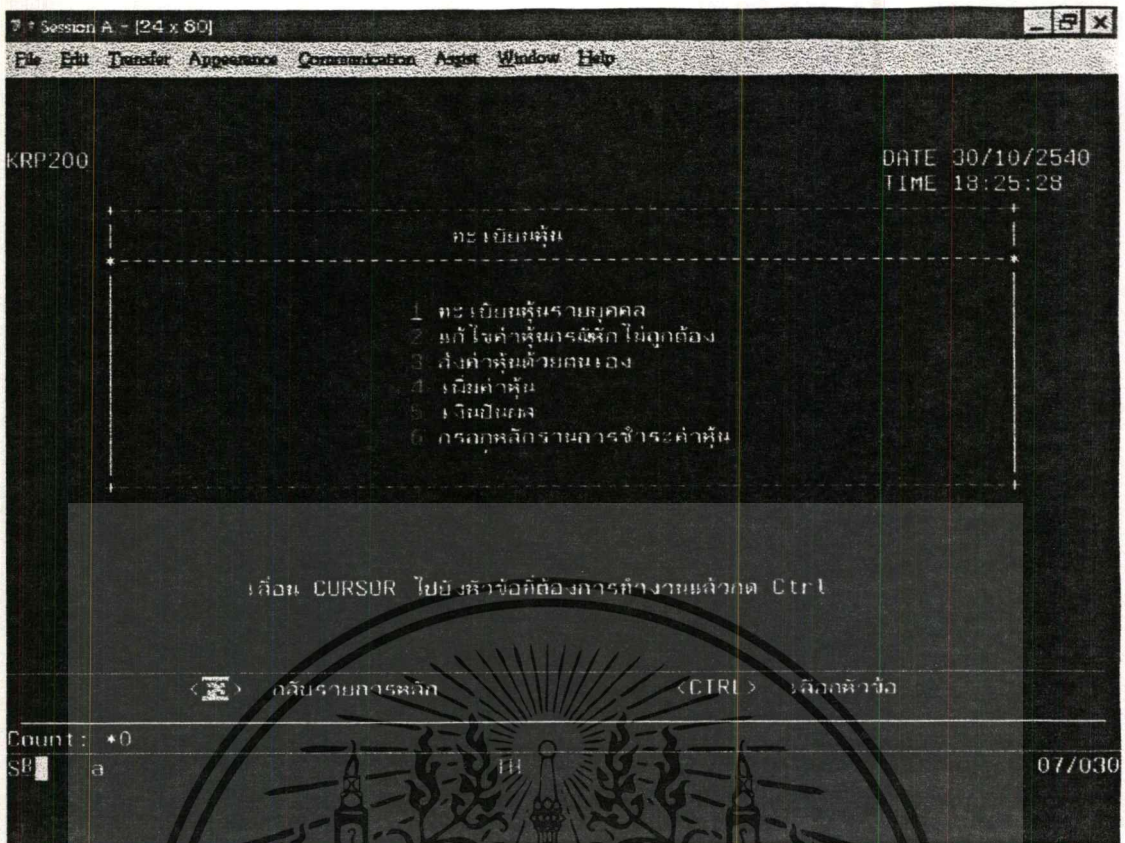 Session A - [24 x 80]
File Edit Transfer Appearance Communication Assist Window Help
KRP200 DATE 30/10/2540
TIME 18:25:28
ทะเบียนหุ้น
1 ทะเบียนหุ้นรายบุคคล
2 แก้ไขค่าหุ้นกรณีหักไม่ถูกต้อง
3 ส่งค่าหุ้นด้วยตนเอง
4 เพิ่มค่าหุ้น
5 เงินปันผล
6 กรอกหลักรายการชำระค่าหุ้น
เลื่อน CURSOR ไปยังหัวข้อที่ต้องการทำงานแล้วกด Ctrl
กลับรายการหลัก <CTRL> เลือกหัวข้อ
Count: *0
SB a TH 07/030